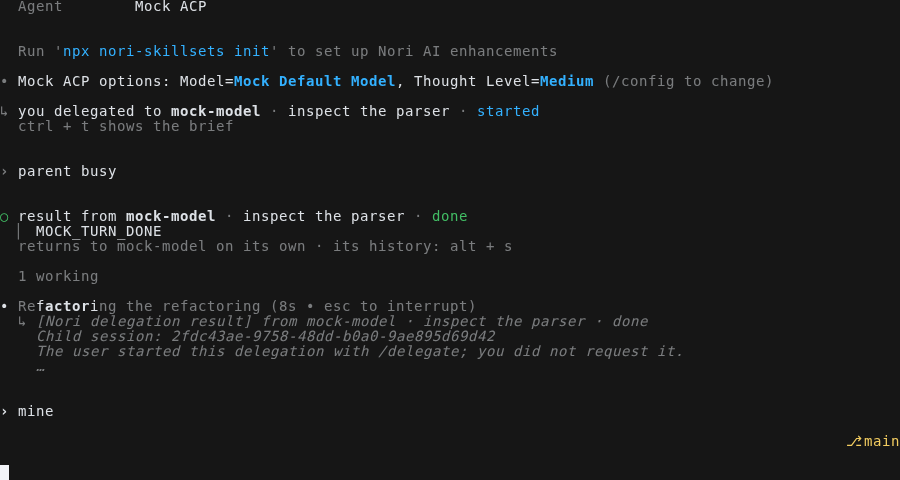 Agent        Mock ACP
Run 'npx nori-skillsets init' to set up Nori AI enhancements
• Mock ACP options: Model=Mock Default Model, Thought Level=Medium (/config to change)
↳ you delegated to mock-model · inspect the parser · started
ctrl + t shows the brief
› parent busy
○ result from mock-model · inspect the parser · done
│ MOCK_TURN_DONE
returns to mock-model on its own · its history: alt + s
1 working
• Refactoring the refactoring (8s • esc to interrupt)
↳ [Nori delegation result] from mock-model · inspect the parser · done
Child session: 2fdc43ae-9758-48dd-b0a0-9ae895d69d42
The user started this delegation with /delegate; you did not request it.
…
› mine
⎇main